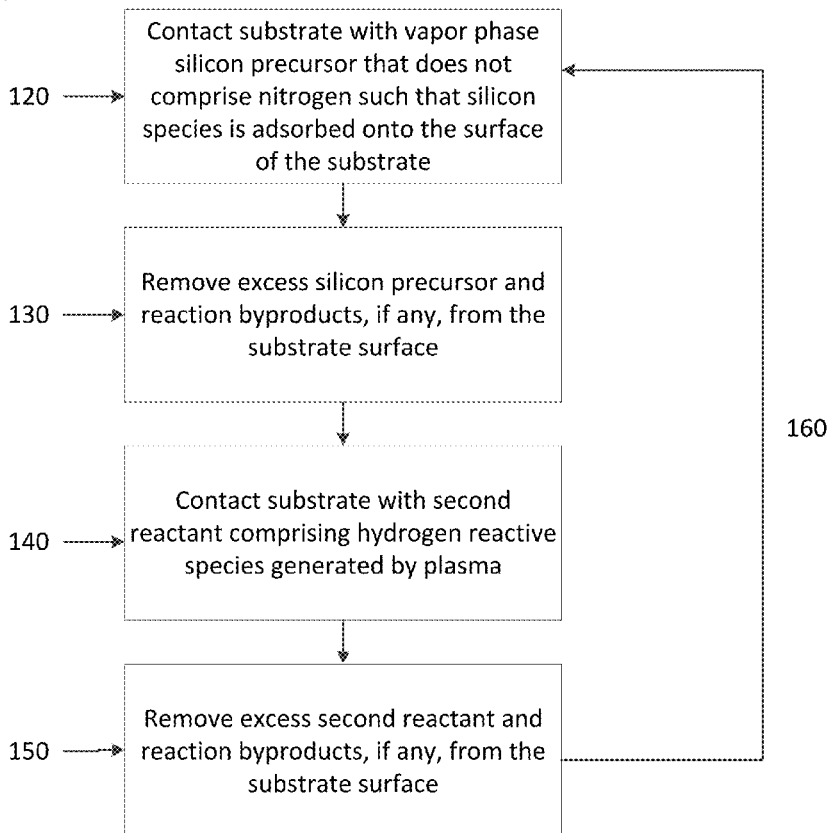 Contact substrate with vapor phase
silicon precursor that does not
comprise nitrogen such that silicon
species is adsorbed onto the surface
of the substrate
120
Remove excess silicon precursor and
reaction byproducts, if any, from the
substrate surface
130
160
Contact substrate with second
reactant comprising hydrogen reactive
species generated by plasma
140
Remove excess second reactant and
reaction byproducts, if any, from the
substrate surface
150